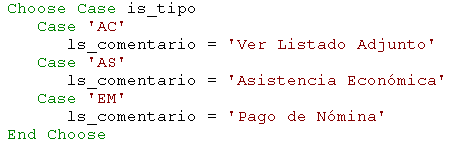 Choose Case is_tipo
Case 'AC'
ls_comentario = 'Ver Listado Adjunto'
Case 'AS'
ls_comentario = 'Asistencia Económica'
Case 'EM'
ls_comentario = 'Pago de Nómina'
End Choose